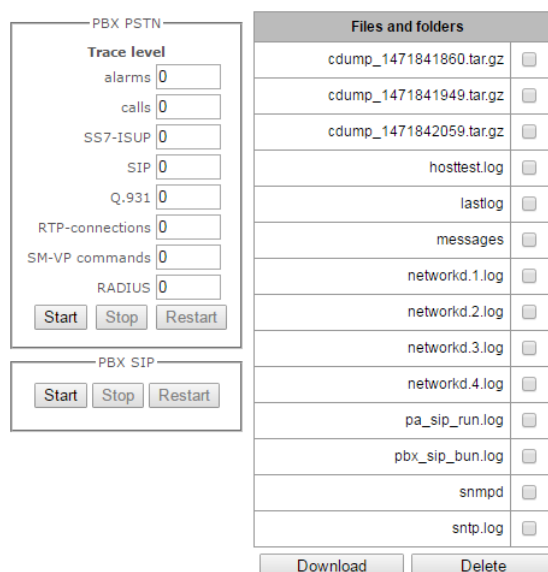 PBX PSTN
Trace level
alarms 0
calls 0
SS7-ISUP 0
SIP 0
Q.931 0
RTP-connections 0
SM-VP commands 0
RADIUS 0
Start Stop Restart
PBX SIP
Start Stop Restart
Files and folders
cdump_1471841860.tar.gz
cdump_1471841949.tar.gz
cdump_1471842059.tar.gz
hosttest.log
lastlog
messages
networkd.1.log
networkd.2.log
networkd.3.log
networkd.4.log
pa_sip_run.log
pbx_sip_bun.log
snmpd
sntp.log
Download Delete